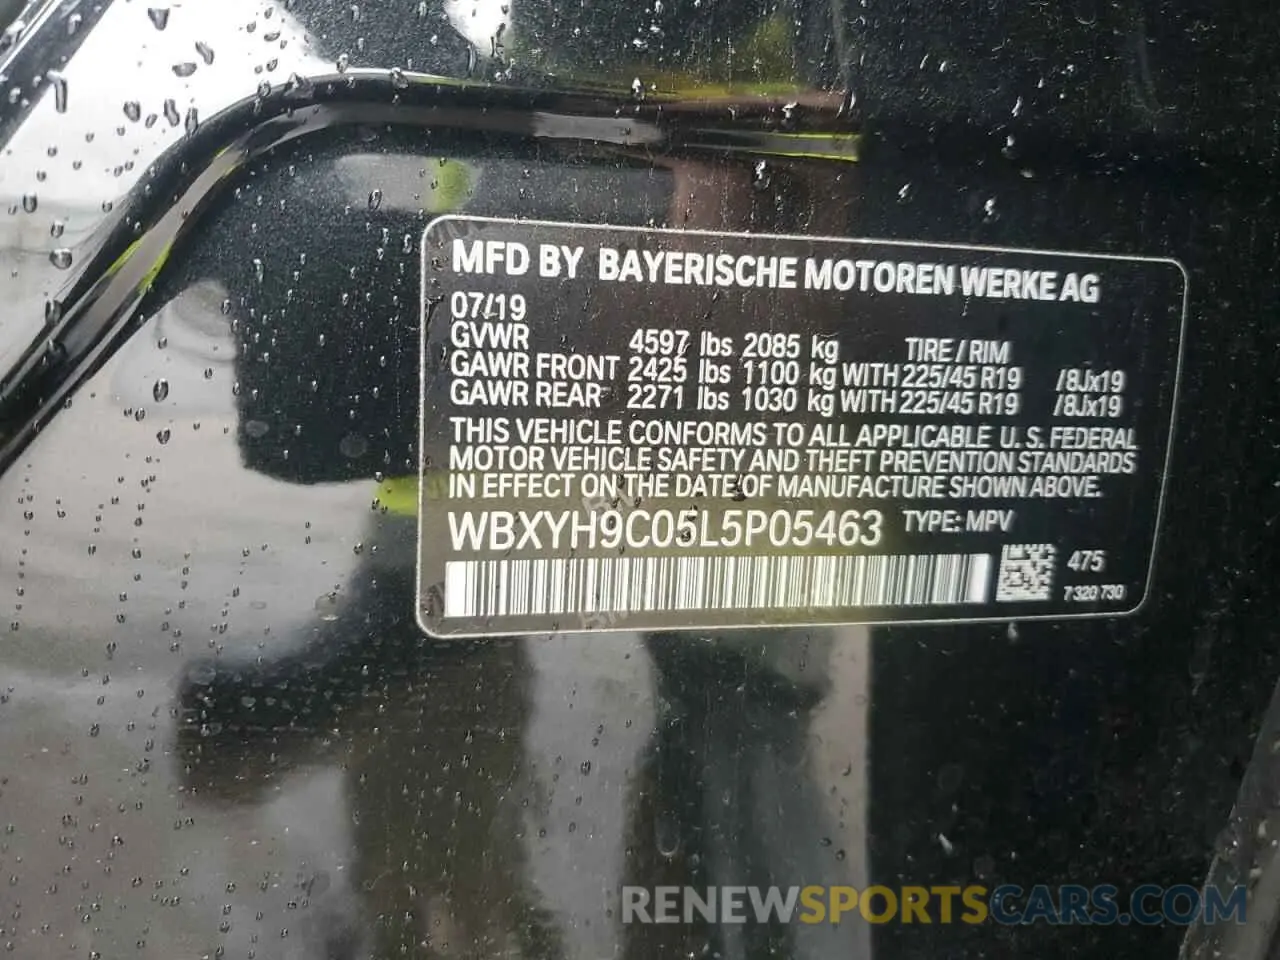 MFD BY BAYERISCHE MOTOREN WERKE AG
07/19
GVWR 4597 lbs 2085 kg TIRE / RIM
GAWR FRONT 2425 lbs 1100 kg WITH 225/45 R19 /8Jx19
GAWR REAR 2271 lbs 1030 kg WITH 225/45 R19 /8Jx19
THIS VEHICLE CONFORMS TO ALL APPLICABLE U.S. FEDERAL
MOTOR VEHICLE SAFETY AND THEFT PREVENTION STANDARDS
IN EFFECT ON THE DATE OF MANUFACTURE SHOWN ABOVE.
WBXYH9C05L5P05463 TYPE: MPV
475
7 320 730
RENEWSPORTSCARS.COM